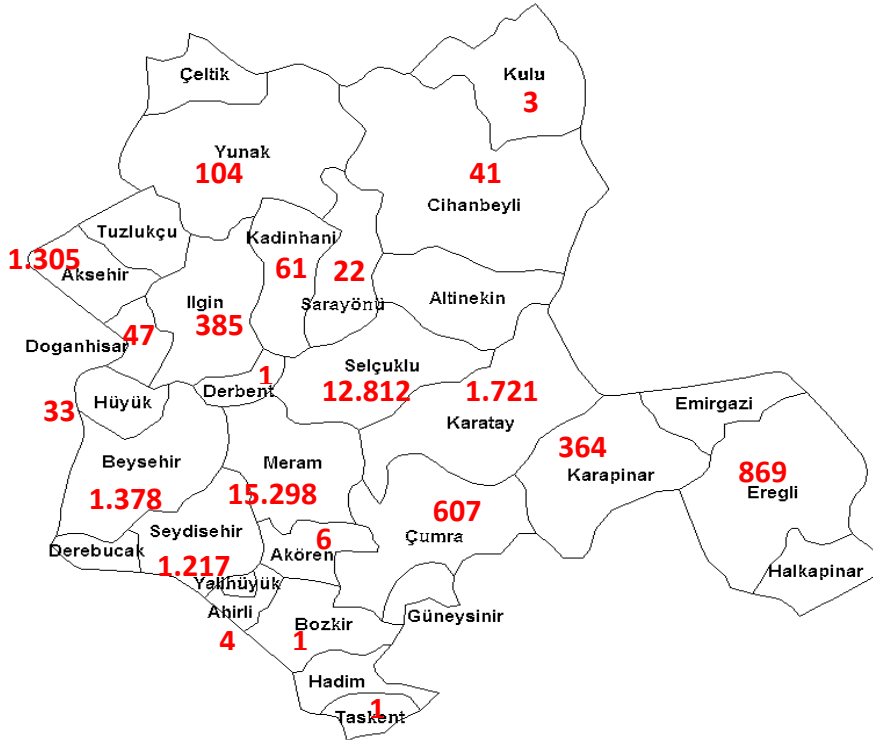 Çeltik
Kulu
3
Yunak
104
41
Cihanbeyli
Tuzlukçu
Kadinhani
1.305
Aksehir
61
22
Ilgin
Sarayönü
Altinekin
385
47
Doganhisar
Selçuklu
1
Derbent
12.812
1.721
33
Hüyük
Karatay
Emirgazi
364
Karapinar
Beysehir
Meram
869
Eregli
1.378
15.298
607
Çumra
Seydisehir
6
Derebucak
Akören
1.217
Yalihüyük
Halkapinar
Ahirli
Güneysinir
Bozkir
4
1
Hadim
1
Taskent